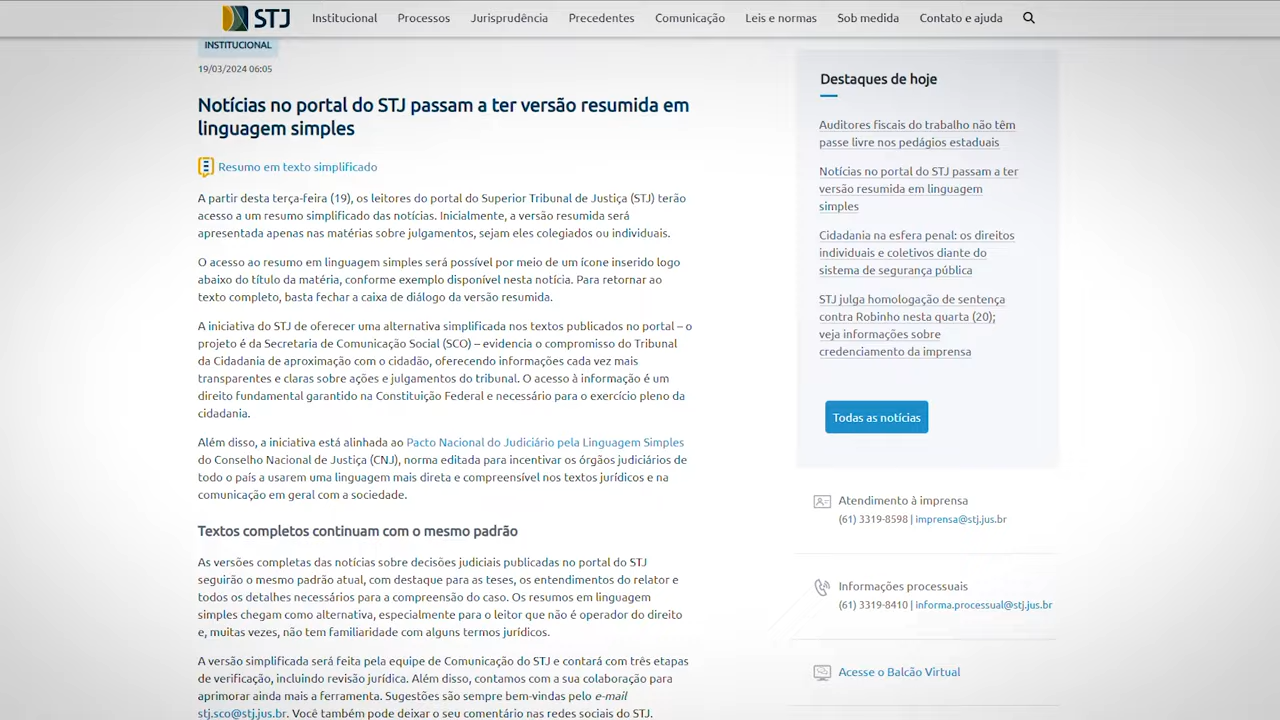 STJ Institucional Processos Jurisprudência Precedentes Comunicação Leis e normas Sob medida Contato e ajuda
INSTITUCIONAL
19/03/2024 06:05
Notícias no portal do STJ passam a ter versão resumida em
linguagem simples
Resumo em texto simplificado
A partir desta terça-feira (19), os leitores do portal do Superior Tribunal de Justiça (STJ) terão
acesso a um resumo simplificado das notícias. Inicialmente, a versão resumida será
apresentada apenas nas matérias sobre julgamentos, sejam eles colegiados ou individuais.
O acesso ao resumo em linguagem simples será possível por meio de um ícone inserido logo
abaixo do título da matéria, conforme exemplo disponível nesta notícia. Para retornar ao
texto completo, basta fechar a caixa de diálogo da versão resumida.
A iniciativa do STJ de oferecer uma alternativa simplificada nos textos publicados no portal – o
projeto é da Secretaria de Comunicação Social (SCO) – evidencia o compromisso do Tribunal
da Cidadania de aproximação com o cidadão, oferecendo informações cada vez mais
transparentes e claras sobre ações e julgamentos do tribunal. O acesso à informação é um
direito fundamental garantido na Constituição Federal e necessário para o exercício pleno da
cidadania.
Além disso, a iniciativa está alinhada ao Pacto Nacional do Judiciário pela Linguagem Simples
do Conselho Nacional de Justiça (CNJ), norma editada para incentivar os órgãos judiciários de
todo o país a usarem uma linguagem mais direta e compreensível nos textos jurídicos e na
comunicação em geral com a sociedade.
Textos completos continuam com o mesmo padrão
As versões completas das notícias sobre decisões judiciais publicadas no portal do STJ
seguirão o mesmo padrão atual, com destaque para as teses, os entendimentos do relator e
todos os detalhes necessários para a compreensão do caso. Os resumos em linguagem
simples chegam como alternativa, especialmente para o leitor que não é operador do direito
e, muitas vezes, não tem familiaridade com alguns termos jurídicos.
A versão simplificada será feita pela equipe de Comunicação do STJ e contará com três etapas
de verificação, incluindo revisão jurídica. Além disso, contamos com a sua colaboração para
aprimorar ainda mais a ferramenta. Sugestões são sempre bem-vindas pelo e-mail
stj.sco@stj.jus.br. Você também pode deixar o seu comentário nas redes sociais do STJ.
Destaques de hoje
Auditores fiscais do trabalho não têm
passe livre nos pedágios estaduais
Notícias no portal do STJ passam a ter
versão resumida em linguagem
simples
Cidadania na esfera penal: os direitos
individuais e coletivos diante do
sistema de segurança pública
STJ julga homologação de sentença
contra Robinho nesta quarta (20);
veja informações sobre
credenciamento da imprensa
Todas as notícias
Atendimento à imprensa
(61) 3319-8598 | imprensa@stj.jus.br
Informações processuais
(61) 3319-8410 | informa.processual@stj.jus.br
Acesse o Balcão Virtual